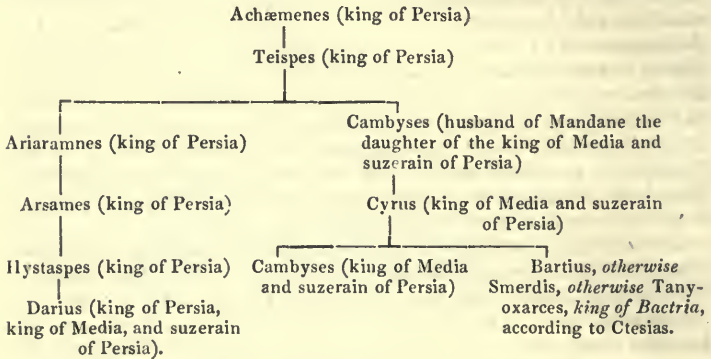 Achæmenes (king of Persia)
Teispes (king of Persia)
Ariaramnes (king of Persia)
Cambyses (husband of Mandane the
daughter of the king of Media and
suzerain of Persia)
Arsames (king of Persia)
Cyrus (king of Media and suzerain
of Persia)
Hystaspes (king of Persia)
Cambyses (king of Media
and suzerain of Persia)
Bartius, otherwise
Smerdis, otherwise Tany-
oxarces, king of Bactria,
according to Ctesias.
Darius (king of Persia,
king of Media, and suzerain
of Persia).